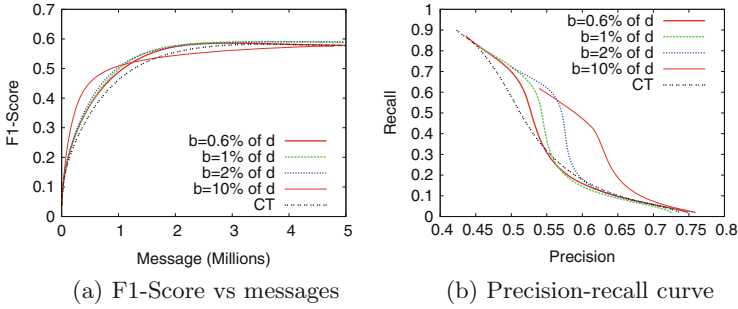 0.7
0.6
0.5
0.4
0.3
0.2
0.1
0
F1-Score
b=0.6% of d
b=1% of d
b=2% of d
b=10% of d
CT
0 1 2 3 4 5
Message (Millions)
(a) F1-Score vs messages
1
0.9
0.8
0.7
0.6
0.5
0.4
0.3
0.2
0.1
0
Recall
b=0.6% of d
b=1% of d
b=2% of d
b=10% of d
CT
0.4 0.45 0.5 0.55 0.6 0.65 0.7 0.75 0.8
Precision
(b) Precision-recall curve